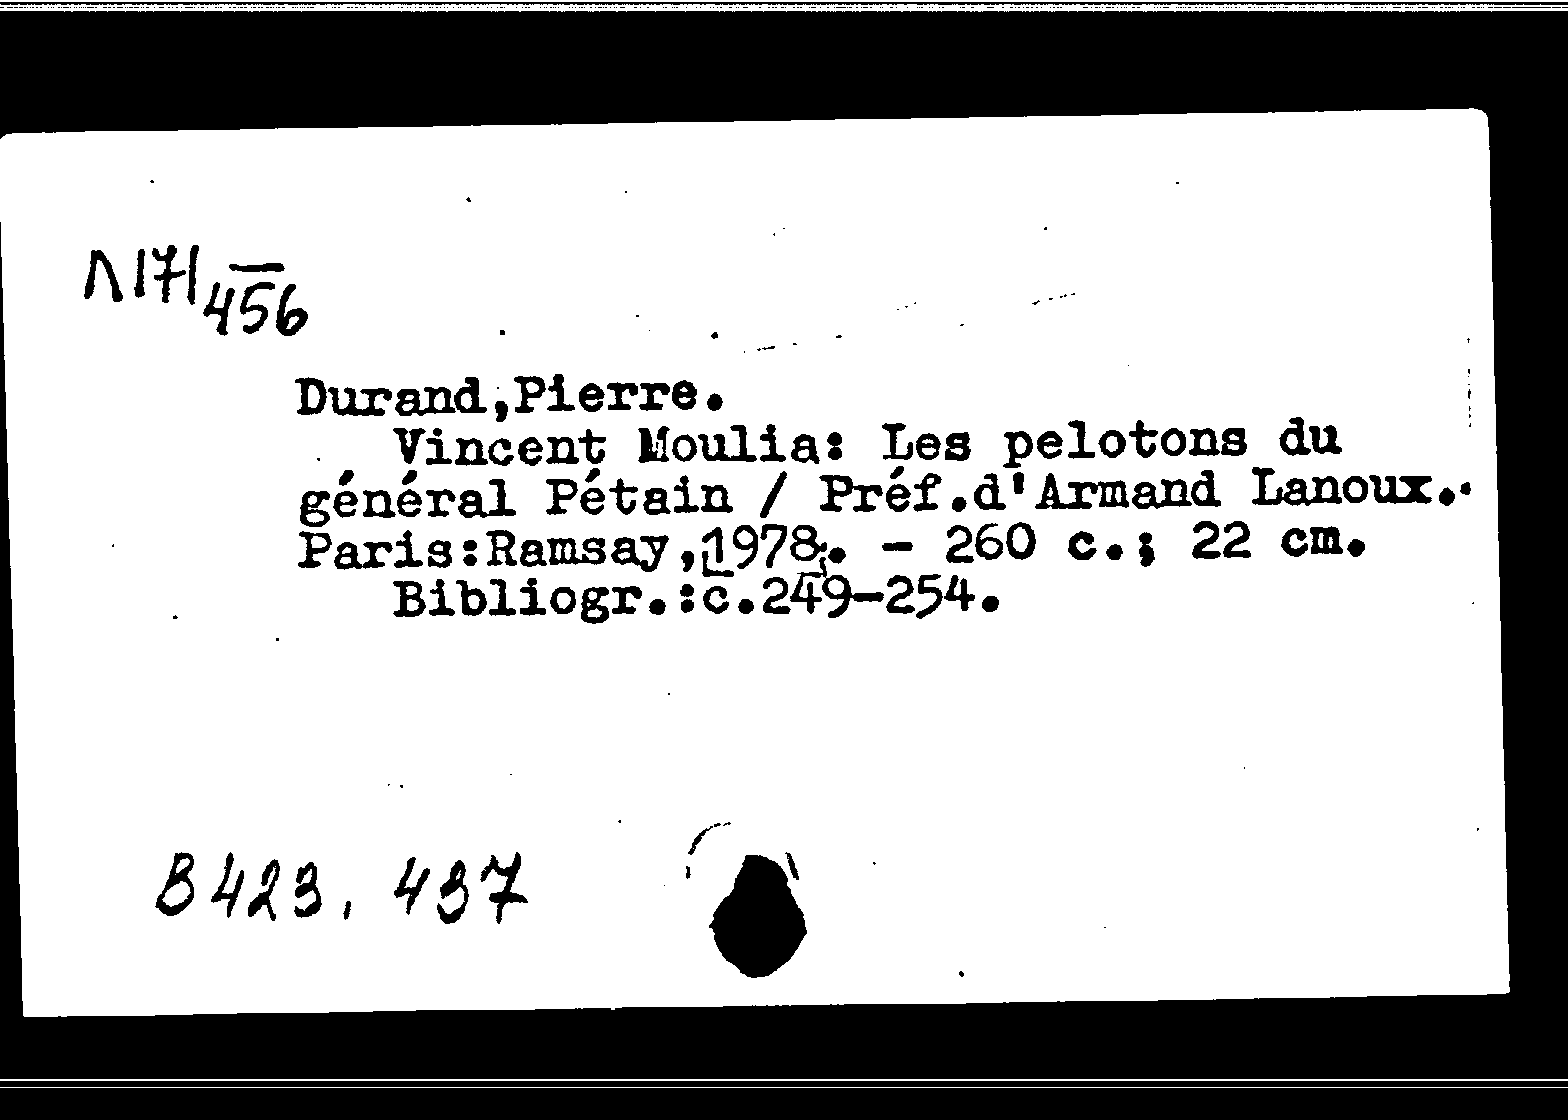 Л171/456
Durand,Pierre.
Vincent Moulia: Les pelotons du
général Pétain / Préf.d'Armand Lanoux..
Paris:Ramsay,[1978]. - 260 c.; 22 cm.
Bibliogr.:c.249-254.
В 423, 437